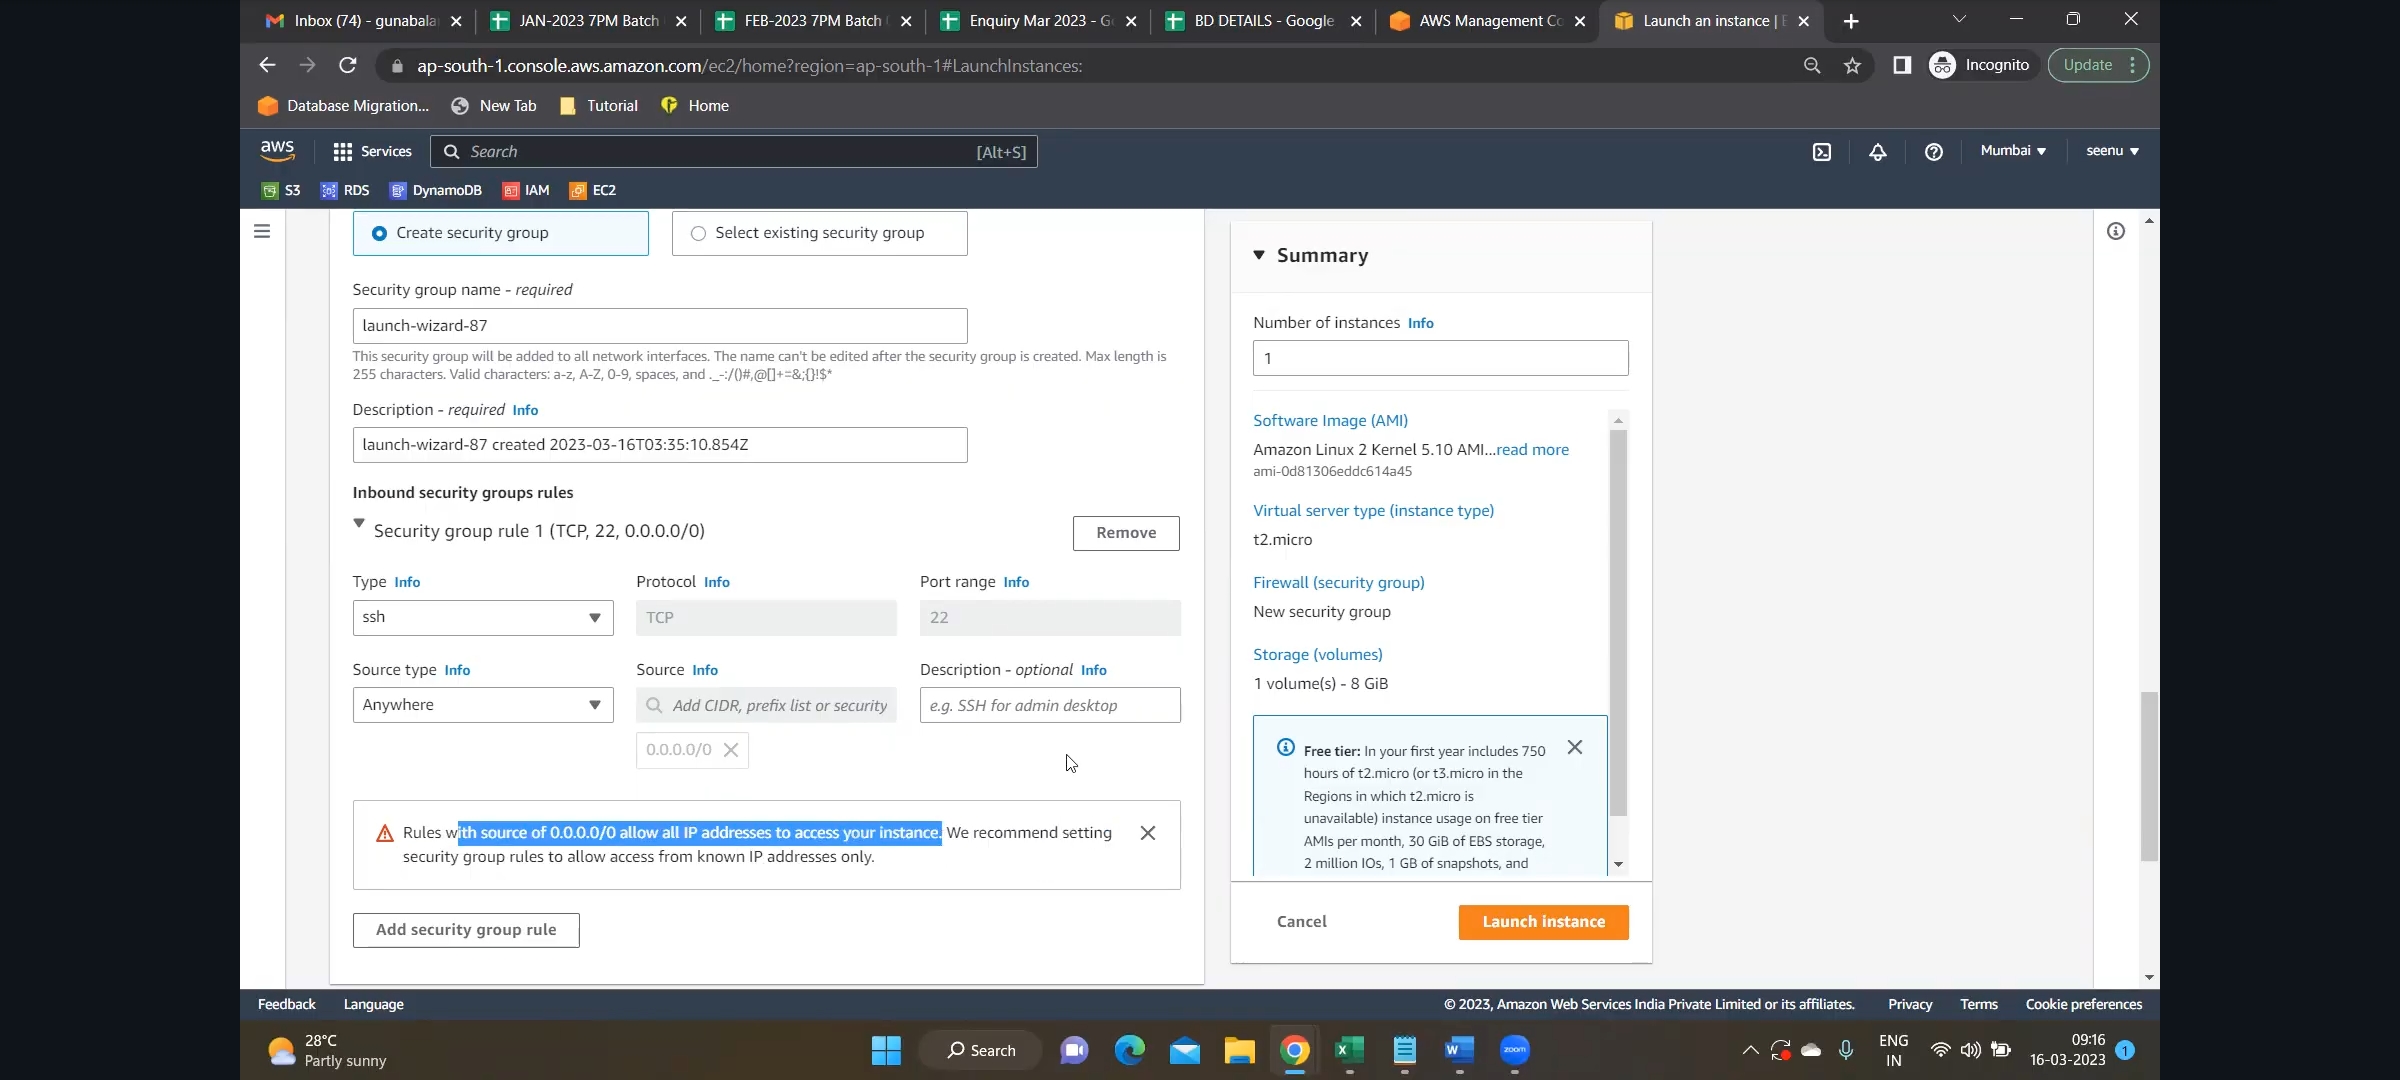 Inbox (74) - gunabala
JAN-2023 7PM Batch
FEB-2023 7PM Batch
Enquiry Mar 2023 - G
BD DETAILS - Google
AWS Management Co
Launch an instance | E
ap-south-1.console.aws.amazon.com/ec2/home?region=ap-south-1#LaunchInstances:
Incognito
Update
Database Migration...
New Tab
Tutorial
Home
aws
Services
Search
[Alt+S]
Mumbai
seenu
S3
RDS
DynamoDB
IAM
EC2
Create security group
Select existing security group
Security group name - required
launch-wizard-87
This security group will be added to all network interfaces. The name can't be edited after the security group is created. Max length is
255 characters. Valid characters: a-z, A-Z, 0-9, spaces, and ._-:/()#,@[]+=&;{}!$*
Description - required Info
launch-wizard-87 created 2023-03-16T03:35:10.854Z
Inbound security groups rules
Security group rule 1 (TCP, 22, 0.0.0.0/0)
Remove
Type Info
Protocol Info
Port range Info
ssh
TCP
22
Source type Info
Source Info
Description - optional Info
Anywhere
Add CIDR, prefix list or security
e.g. SSH for admin desktop
0.0.0.0/0
Rules with source of 0.0.0.0/0 allow all IP addresses to access your instance. We recommend setting
security group rules to allow access from known IP addresses only.
Add security group rule
Summary
Number of instances Info
1
Software Image (AMI)
Amazon Linux 2 Kernel 5.10 AMI...read more
ami-0d81306eddc614a45
Virtual server type (instance type)
t2.micro
Firewall (security group)
New security group
Storage (volumes)
1 volume(s) - 8 GiB
Free tier: In your first year includes 750
hours of t2.micro (or t3.micro in the
Regions in which t2.micro is
unavailable) instance usage on free tier
AMIs per month, 30 GiB of EBS storage,
2 million IOs, 1 GB of snapshots, and
Cancel
Launch instance
Feedback
Language
© 2023, Amazon Web Services India Private Limited or its affiliates.
Privacy
Terms
Cookie preferences
28°C
Partly sunny
Search
zoom
ENG
IN
09:16
16-03-2023
1